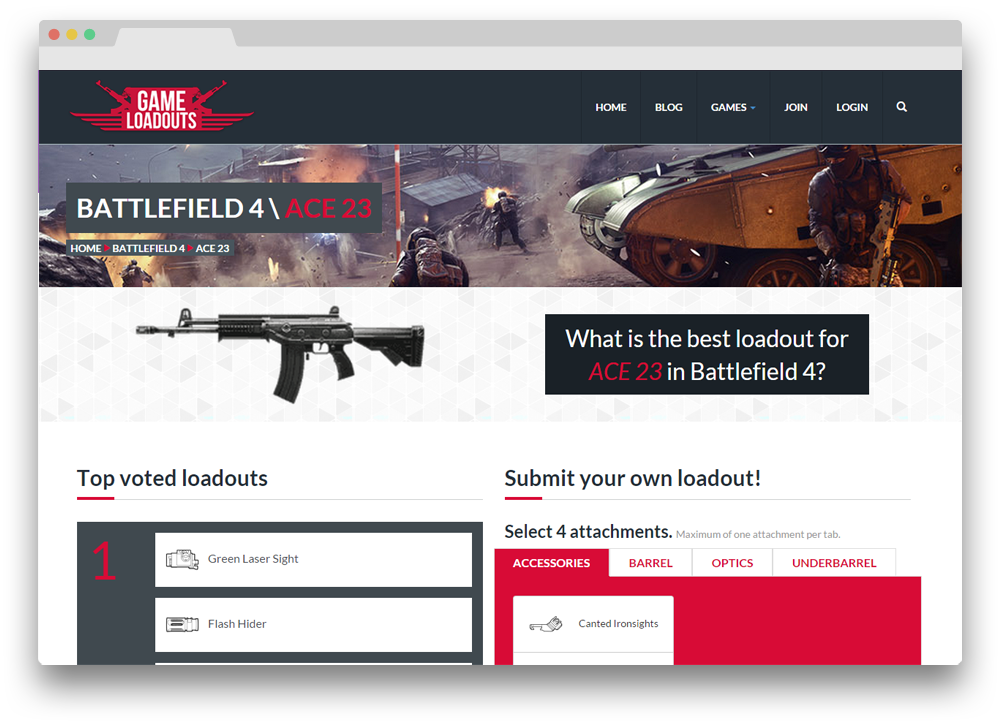 GAME
LOADOUTS
HOME BLOG GAMES JOIN LOGIN
BATTLEFIELD 4 \ ACE 23
HOME BATTLEFIELD 4 ACE 23
What is the best loadout for
ACE 23 in Battlefield 4?
Top voted loadouts
1
Green Laser Sight
Flash Hider
Submit your own loadout!
Select 4 attachments. Maximum of one attachment per tab.
ACCESSORIES BARREL OPTICS UNDERBARREL
Canted Ironsights